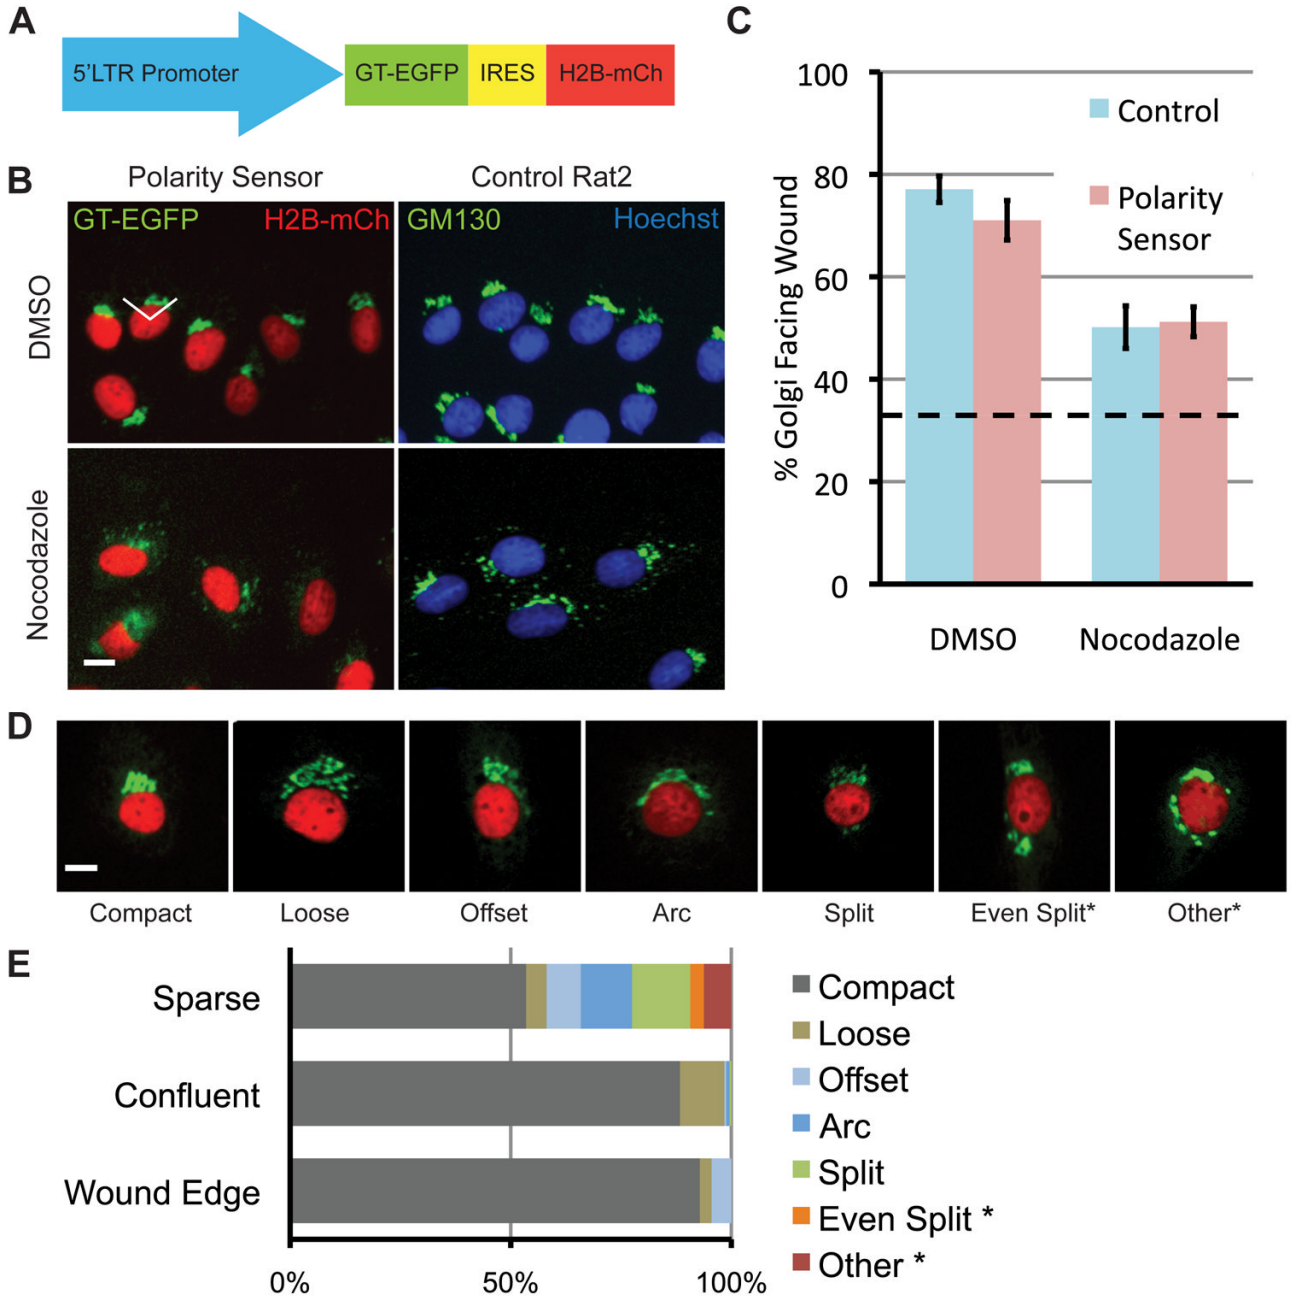 A
5'LTR Promoter
GT-EGFP
IRES
H2B-mCh
B
Polarity Sensor
Control Rat2
GT-EGFP
H2B-mCh
GM130
Hoechst
DMSO
Nocodazole
C
100
80
60
40
20
0
% Golgi Facing Wound
Control
Polarity
Sensor
DMSO
Nocodazole
D
Compact
Loose
Offset
Arc
Split
Even Split*
Other*
E
Sparse
Confluent
Wound Edge
0%
50%
100%
Compact
Loose
Offset
Arc
Split
Even Split *
Other *